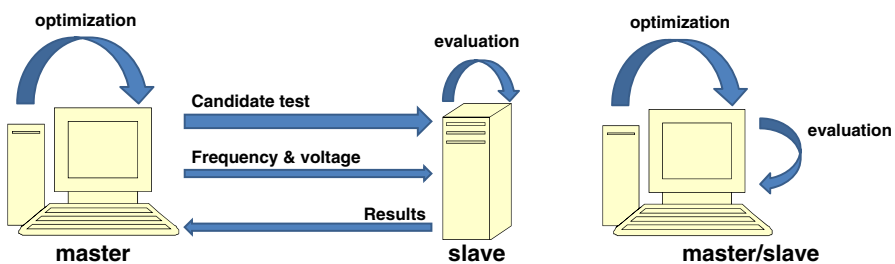 optimization
evaluation
Candidate test
Frequency & voltage
Results
master
slave
optimization
evaluation
master/slave